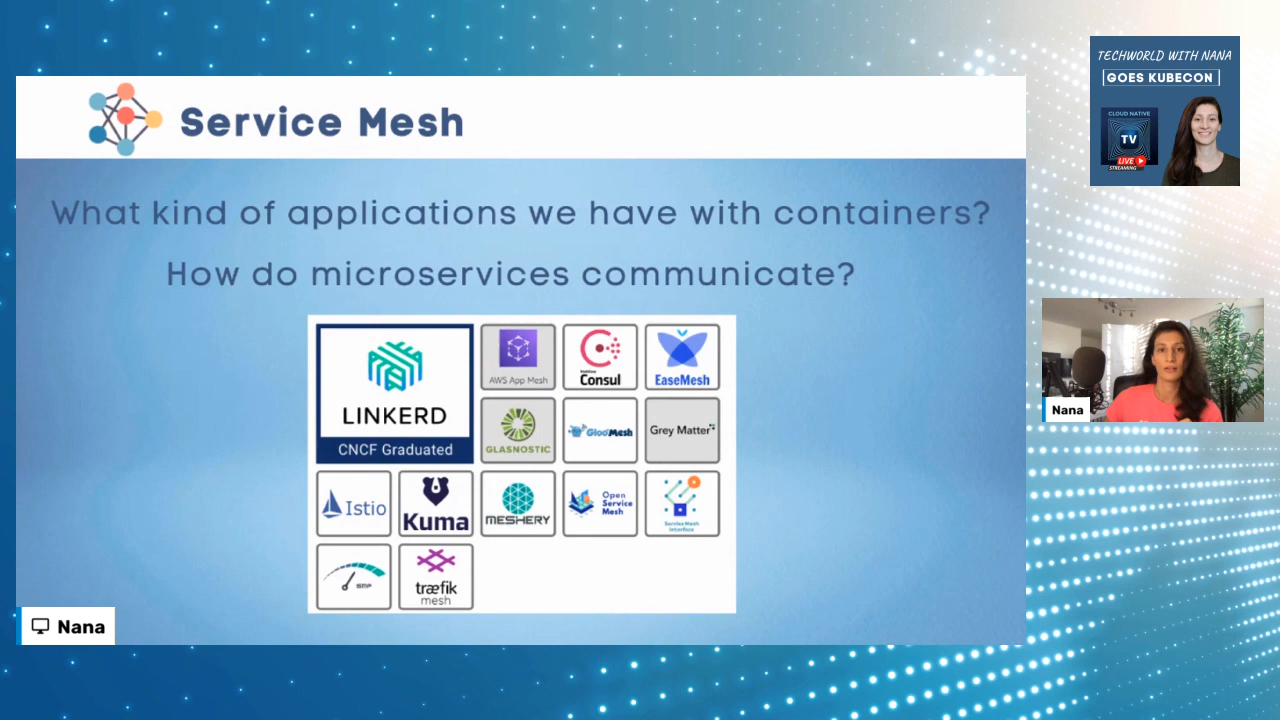 TECHWORLD WITH NANA
GOES KUBECON
CLOUD NATIVE
TV
LIVE
STREAMING
Service Mesh
What kind of applications we have with containers?
How do microservices communicate?
LINKERD
CNCF Graduated
AWS App Mesh
HashiCorp
Consul
EaseMesh
GLASNOSTIC
GlooMesh
Grey Matter
Istio
Kuma
MESHERY
Open
Service
Mesh
Service Mesh
Interface
SMP
træfik
mesh
Nana
Nana